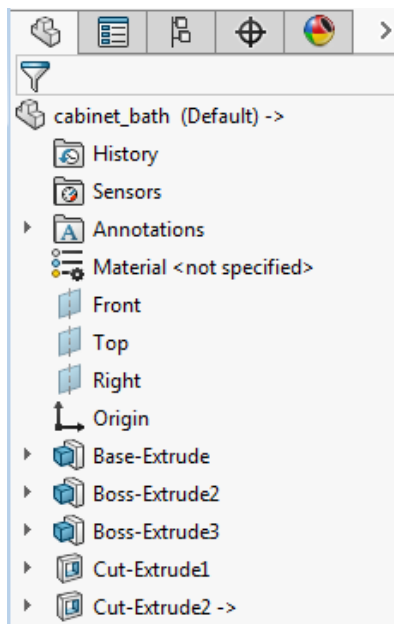 cabinet_bath (Default) ->
History
Sensors
Annotations
Material <not specified>
Front
Top
Right
Origin
Base-Extrude
Boss-Extrude2
Boss-Extrude3
Cut-Extrude1
Cut-Extrude2 ->